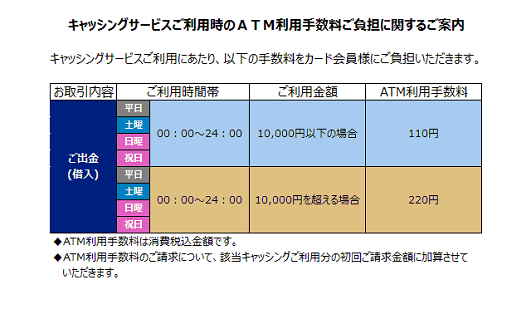 キャッシングサービスご利用時のＡＴＭ利用手数料ご負担に関するご案内
キャッシングサービスご利用にあたり、以下の手数料をカード会員様にご負担いただきます。
お取引内容 ご利用時間帯 ご利用金額 ATM利用手数料
ご出金
(借入)
平日
土曜
日曜
祝日
00：00～24：00 10,000円以下の場合 110円
平日
土曜
日曜
祝日
00：00～24：00 10,000円を超える場合 220円
◆ATM利用手数料は消費税込金額です。
◆ATM利用手数料のご請求について、該当キャッシングご利用分の初回ご請求金額に加算させて
いただきます。